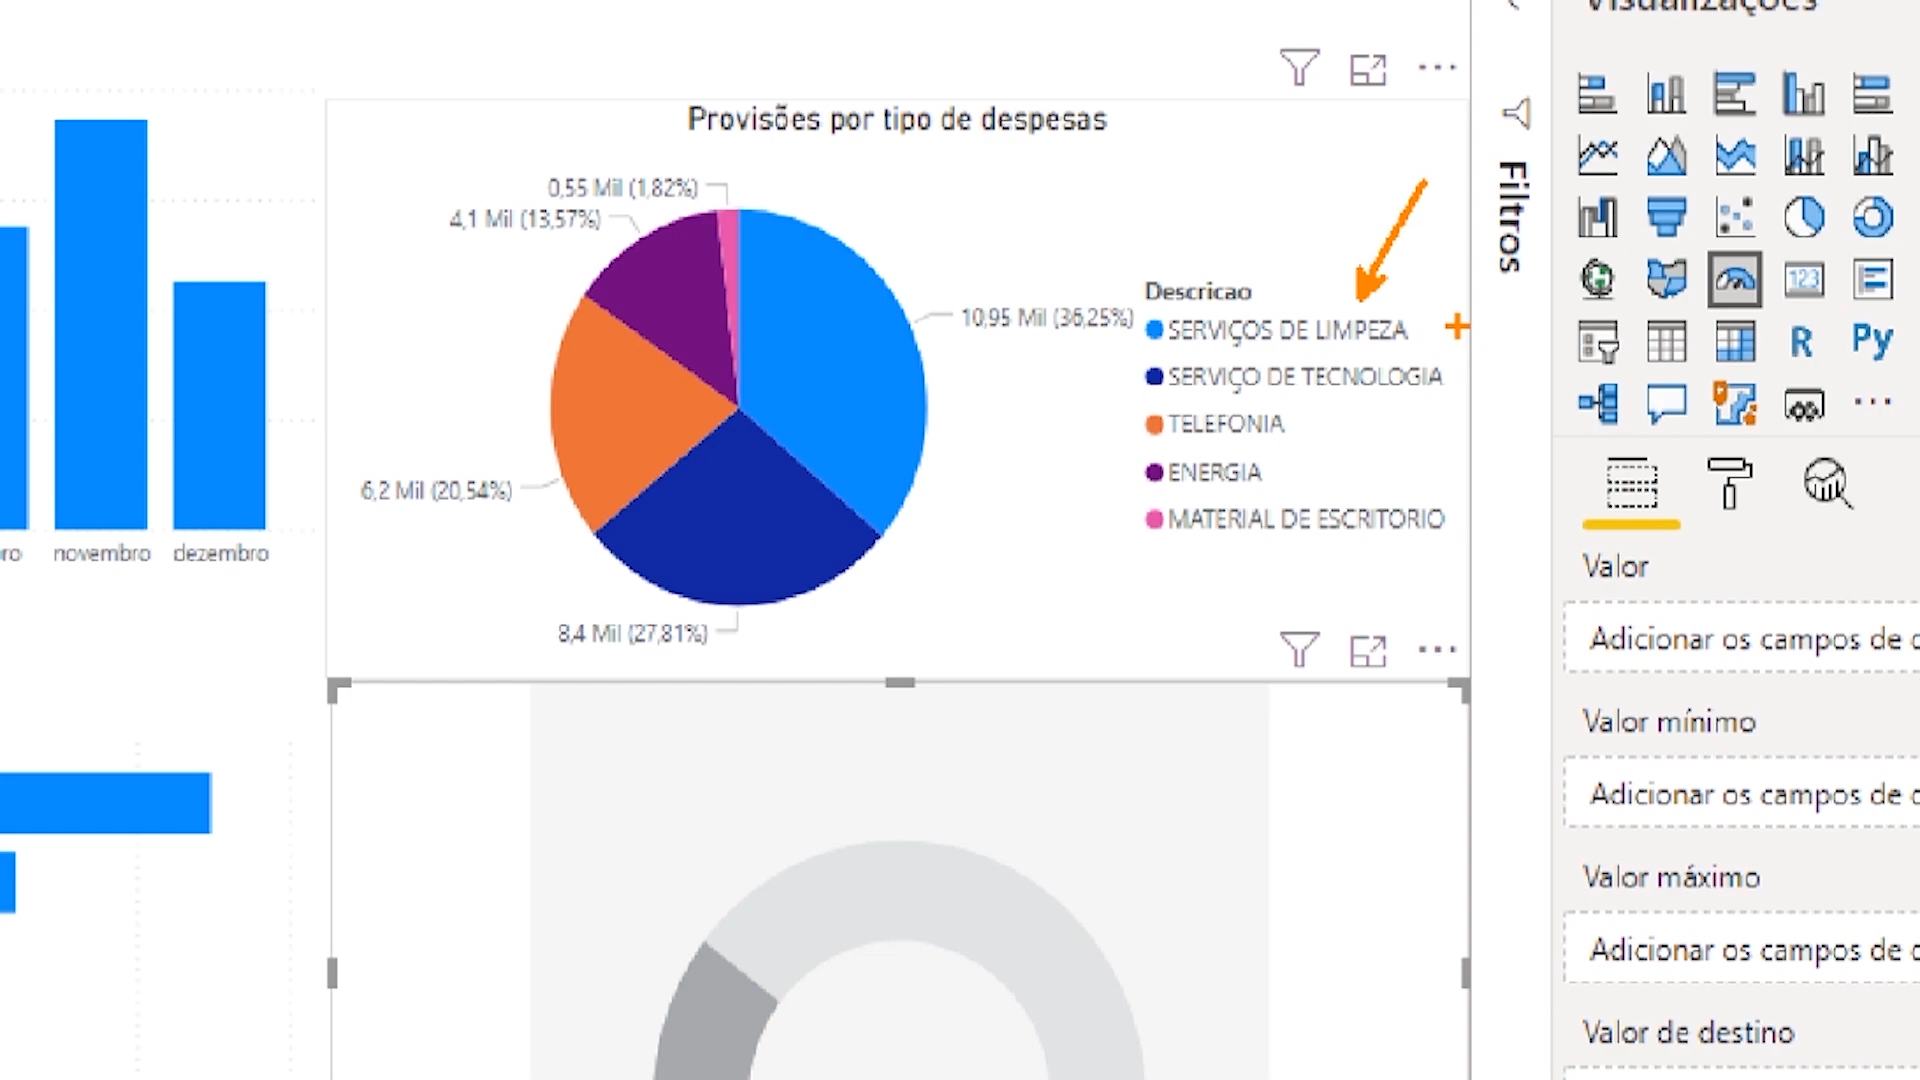 Visualizações
Provisões por tipo de despesas
0,55 Mil (1,82%)
4,1 Mil (13,57%)
10,95 Mil (36,25%)
6,2 Mil (20,54%)
8,4 Mil (27,81%)
Descricao
SERVIÇOS DE LIMPEZA
SERVIÇO DE TECNOLOGIA
TELEFONIA
ENERGIA
MATERIAL DE ESCRITORIO
ro
novembro
dezembro
Filtros
123
R
Py
Valor
Adicionar os campos de
Valor mínimo
Adicionar os campos de
Valor máximo
Adicionar os campos de
Valor de destino